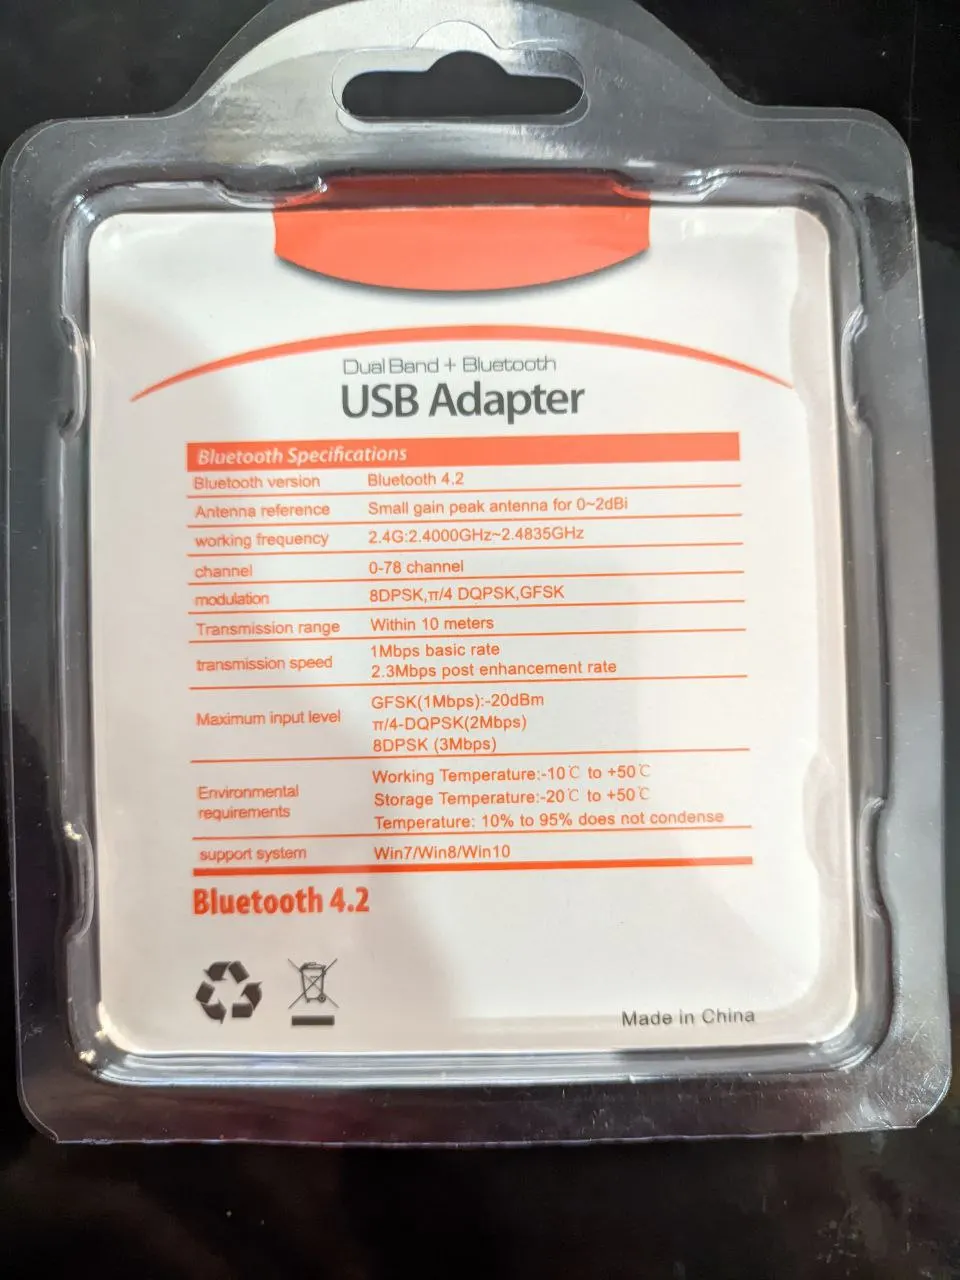 Dual Band + Bluetooth
USB Adapter
Bluetooth Specifications
Bluetooth version Bluetooth 4.2
Antenna reference Small gain peak antenna for 0~2dBi
working frequency 2.4G:2.4000GHz~2.4835GHz
channel 0-78 channel
modulation 8DPSK,π/4 DQPSK,GFSK
Transmission range Within 10 meters
transmission speed 1Mbps basic rate
2.3Mbps post enhancement rate
Maximum input level GFSK(1Mbps):-20dBm
π/4-DQPSK(2Mbps)
8DPSK (3Mbps)
Environmental requirements Working Temperature:-10℃ to +50℃
Storage Temperature:-20℃ to +50℃
Temperature: 10% to 95% does not condense
support system Win7/Win8/Win10
Bluetooth 4.2
Made in China